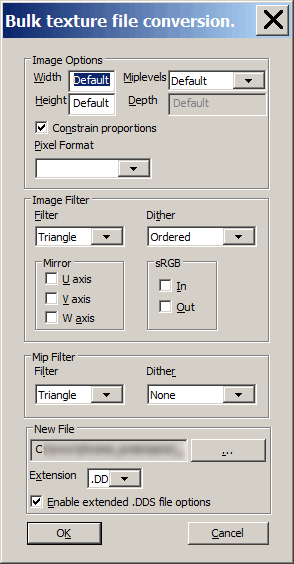 Bulk texture file conversion.
Image Options
Width Default Miplevels Default
Height Default Depth Default
Constrain proportions
Pixel Format
Image Filter
Filter Dither
Triangle Ordered
Mirror sRGB
U axis In
V axis Out
W axis
Mip Filter
Filter Dither
Triangle None
New File
...
Extension .DD
Enable extended .DDS file options
OK Cancel